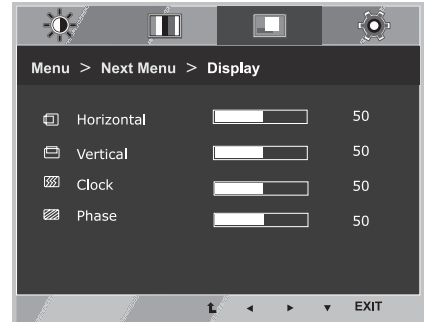 Menu > Next Menu > Display
Horizontal 50
Vertical 50
Clock 50
Phase 50
EXIT